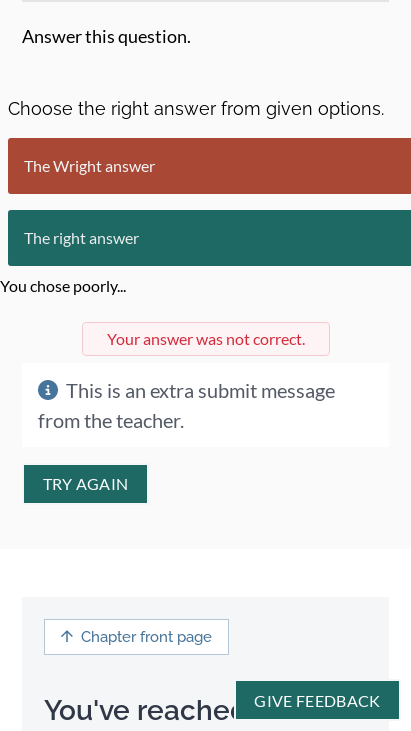 Answer this question.
Choose the right answer from given options.
The Wright answer
The right answer
You chose poorly...
Your answer was not correct.
This is an extra submit message
from the teacher.
TRY AGAIN
Chapter front page
You've reached
GIVE FEEDBACK